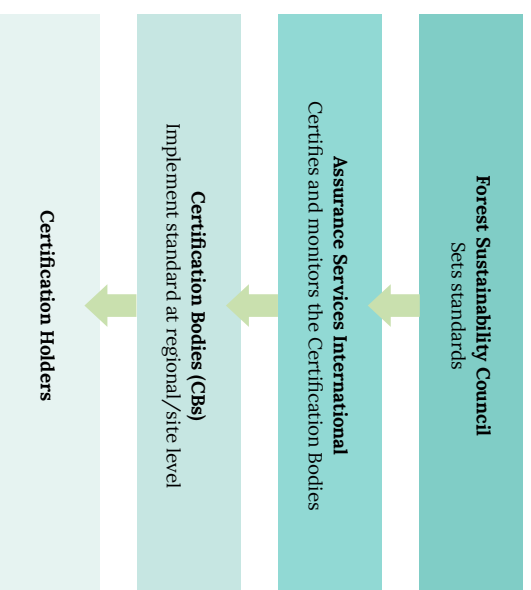 Forest Sustainability Council
Sets standards
Assurance Services International
Certifies and monitors the Certification Bodies
Certification Bodies (CBs)
Implement standard at regional/site level
Certification Holders